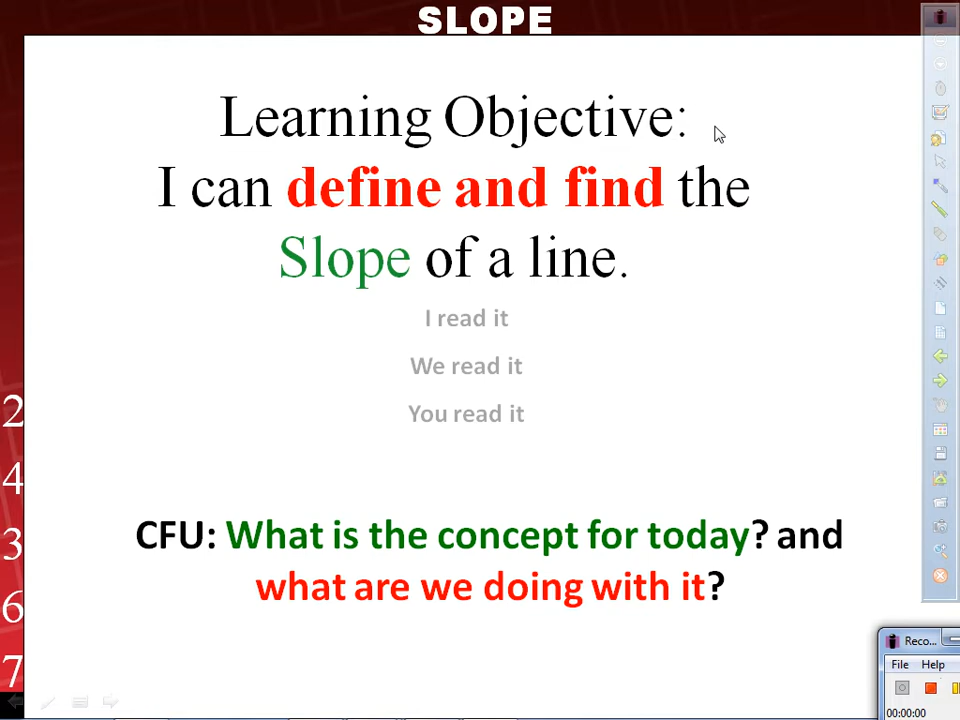 SLOPE
Learning Objective:
I can define and find the
Slope of a line.
I read it
We read it
You read it
CFU: What is the concept for today? and
what are we doing with it?
2
4
3
6
7
Reco...
File Help
00:00:00